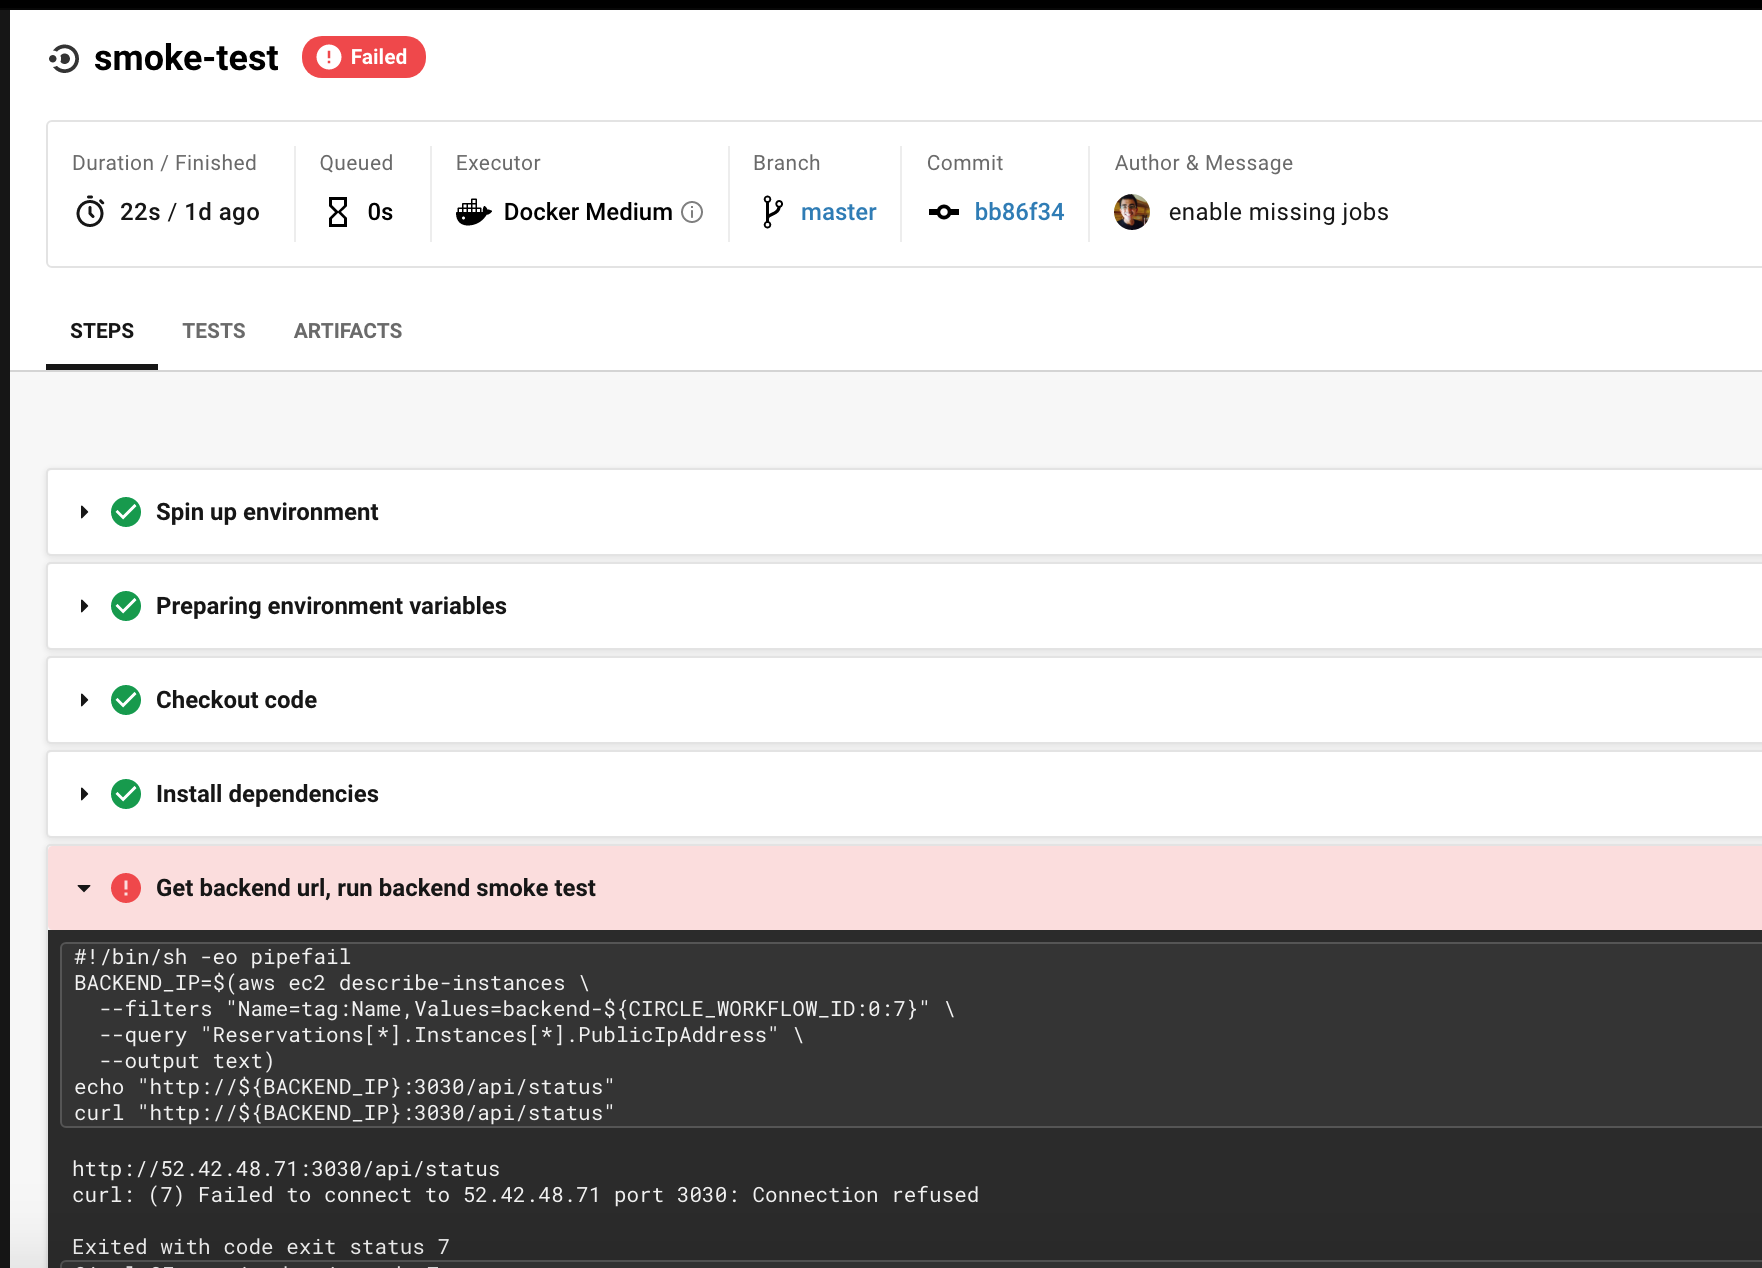 smoke-test
Failed
Duration / Finished
22s / 1d ago
Queued
0s
Executor
Docker Medium
Branch
master
Commit
bb86f34
Author & Message
enable missing jobs
STEPS TESTS ARTIFACTS
Spin up environment
Preparing environment variables
Checkout code
Install dependencies
Get backend url, run backend smoke test
#!/bin/sh -eo pipefail
BACKEND_IP=$(aws ec2 describe-instances \
  --filters "Name=tag:Name,Values=backend-${CIRCLE_WORKFLOW_ID:0:7}" \
  --query "Reservations[*].Instances[*].PublicIpAddress" \
  --output text)
echo "http://${BACKEND_IP}:3030/api/status"
curl "http://${BACKEND_IP}:3030/api/status"
http://52.42.48.71:3030/api/status
curl: (7) Failed to connect to 52.42.48.71 port 3030: Connection refused
Exited with code exit status 7